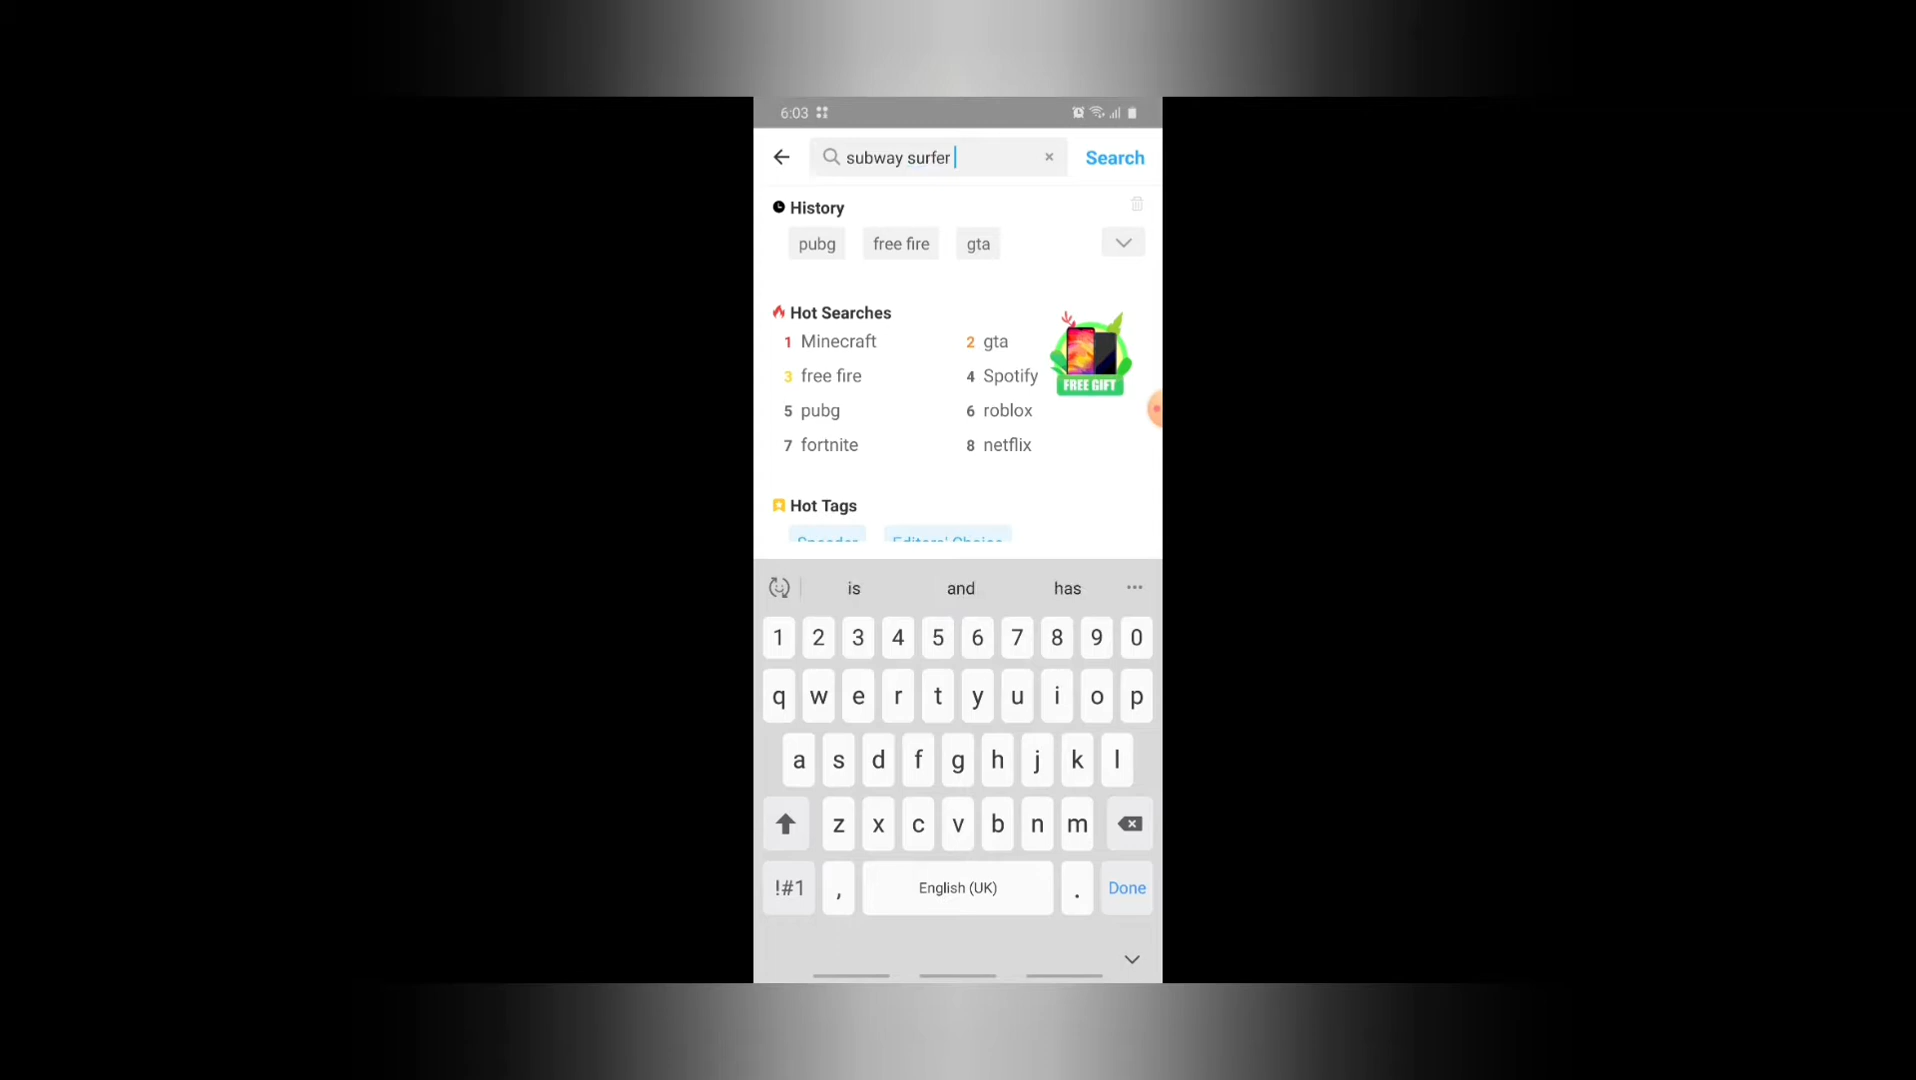 6:03
subway surfer
Search
History
pubg free fire gta
Hot Searches
1 Minecraft 2 gta
3 free fire 4 Spotify
FREE GIFT
5 pubg 6 roblox
7 fortnite 8 netflix
Hot Tags
Speeder Editors' Choice
is and has
1 2 3 4 5 6 7 8 9 0
q w e r t y u i o p
a s d f g h j k l
z x c v b n m
!#1 , English (UK) . Done